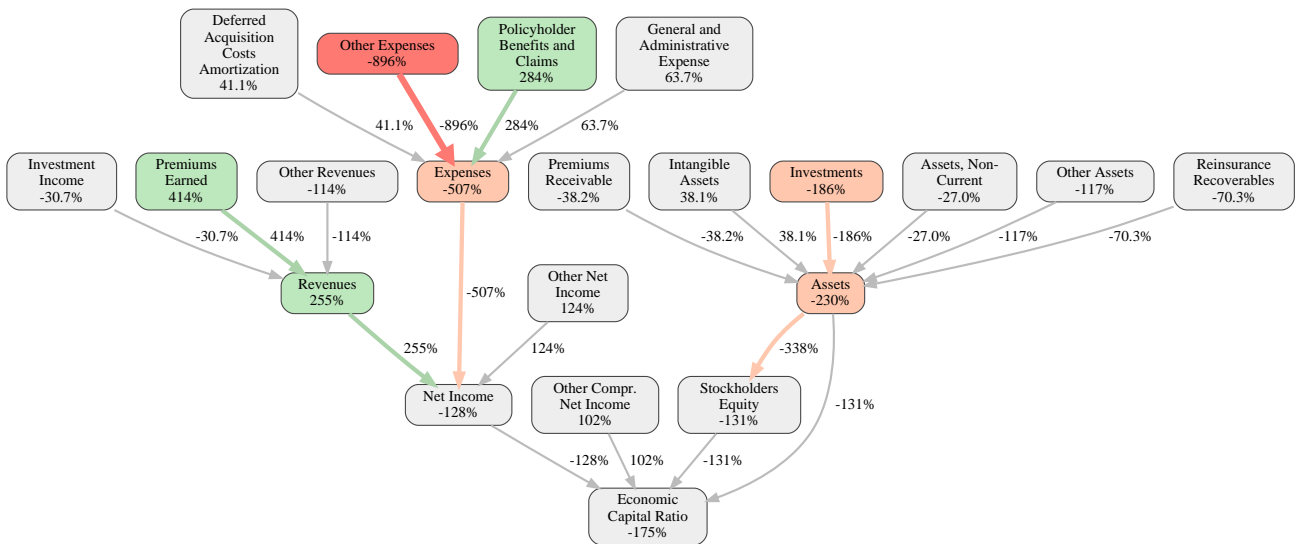 Deferred
Acquisition
Costs
Amortization
41.1%
Other Expenses
-896%
Policyholder
Benefits and
Claims
284%
General and
Administrative
Expense
63.7%
41.1%
-896%
284%
63.7%
Investment
Income
-30.7%
Premiums
Earned
414%
Other Revenues
-114%
Expenses
-507%
Premiums
Receivable
-38.2%
Intangible
Assets
38.1%
Investments
-186%
Assets, Non-
Current
-27.0%
Other Assets
-117%
Reinsurance
Recoverables
-70.3%
-30.7%
414%
-114%
-38.2%
38.1%
-186%
-27.0%
-117%
-70.3%
Revenues
255%
-507%
Other Net
Income
124%
Assets
-230%
255%
124%
-338%
Net Income
-128%
Other Compr.
Net Income
102%
Stockholders
Equity
-131%
-131%
-128%
102%
-131%
Economic
Capital Ratio
-175%